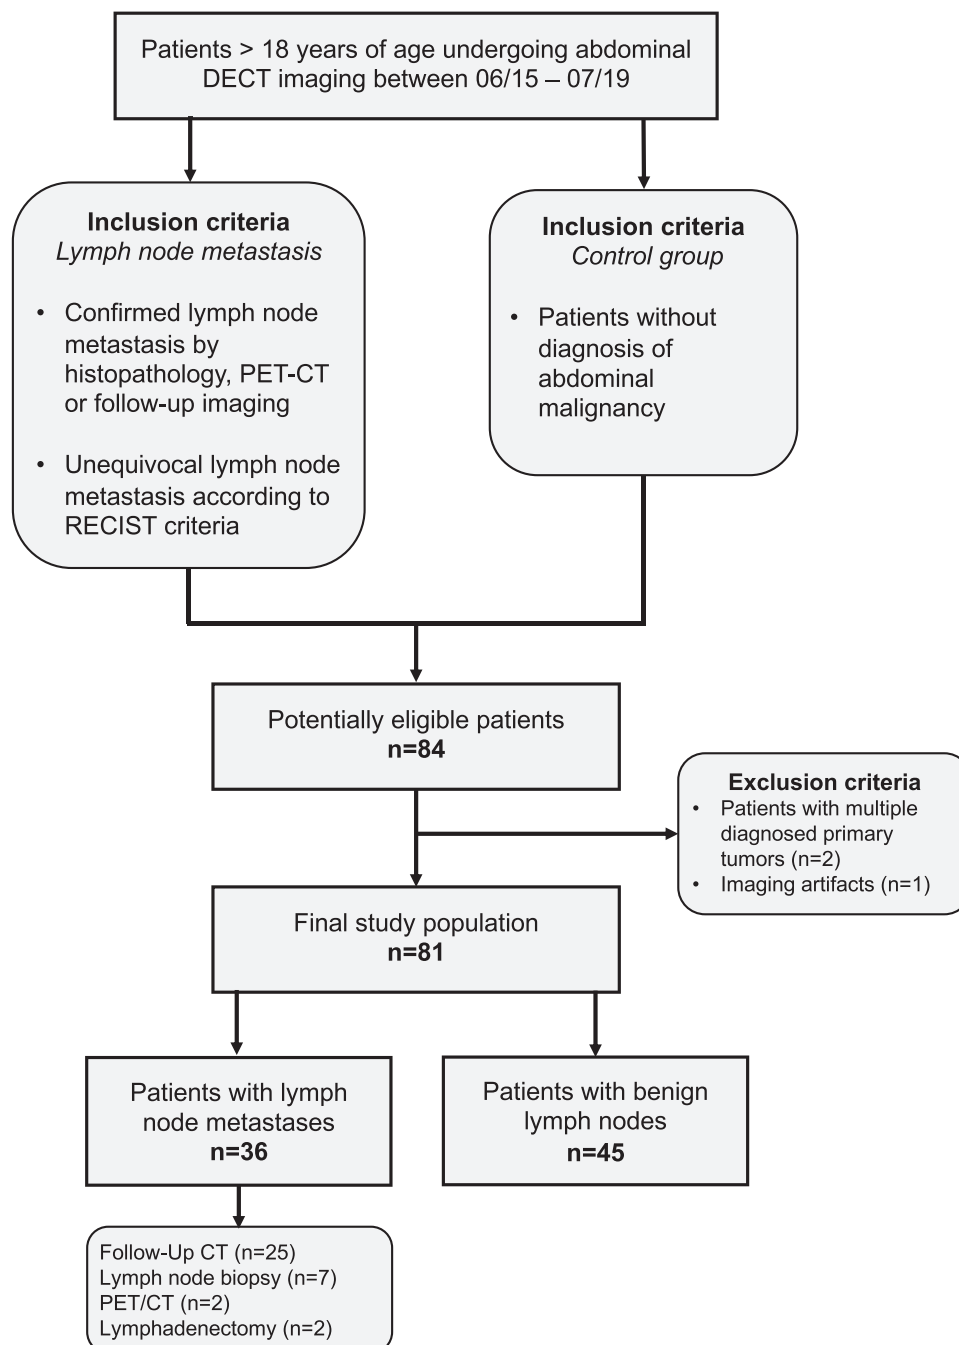 Patients > 18 years of age undergoing abdominal
DECT imaging between 06/15 – 07/19
Inclusion criteria
Lymph node metastasis
• Confirmed lymph node
metastasis by
histopathology, PET-CT
or follow-up imaging
• Unequivocal lymph node
metastasis according to
RECIST criteria
Inclusion criteria
Control group
• Patients without
diagnosis of
abdominal
malignancy
Potentially eligible patients
n=84
Exclusion criteria
• Patients with multiple
diagnosed primary
tumors (n=2)
• Imaging artifacts (n=1)
Final study population
n=81
Patients with lymph
node metastases
n=36
Patients with benign
lymph nodes
n=45
Follow-Up CT (n=25)
Lymph node biopsy (n=7)
PET/CT (n=2)
Lymphadenectomy (n=2)